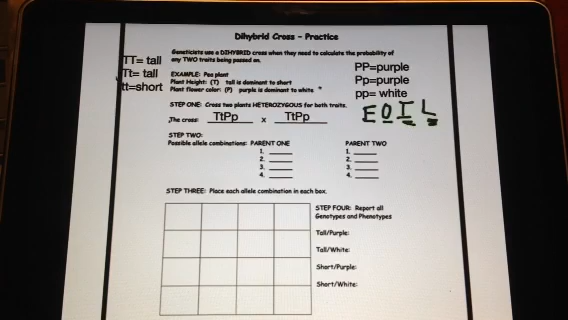 Dihybrid Cross - Practice
Geneticists use a DIHYBRID cross when they need to calculate the probability of
any TWO traits being passed on.
TT= tall
Tt= tall
tt=short
EXAMPLE: Pea plant
Plant Height: (T) tall is dominant to short
Plant flower color: (P) purple is dominant to white
PP=purple
Pp=purple
pp= white
STEP ONE: Cross two plants HETEROZYGOUS for both traits.
FOIL
The cross: TtPp x TtPp
STEP TWO:
Possible allele combinations: PARENT ONE PARENT TWO
1. 1.
2. 2.
3. 3.
4. 4.
STEP THREE: Place each allele combination in each box.
STEP FOUR: Report all
Genotypes and Phenotypes
Tall/Purple:
Tall/White:
Short/Purple:
Short/White: